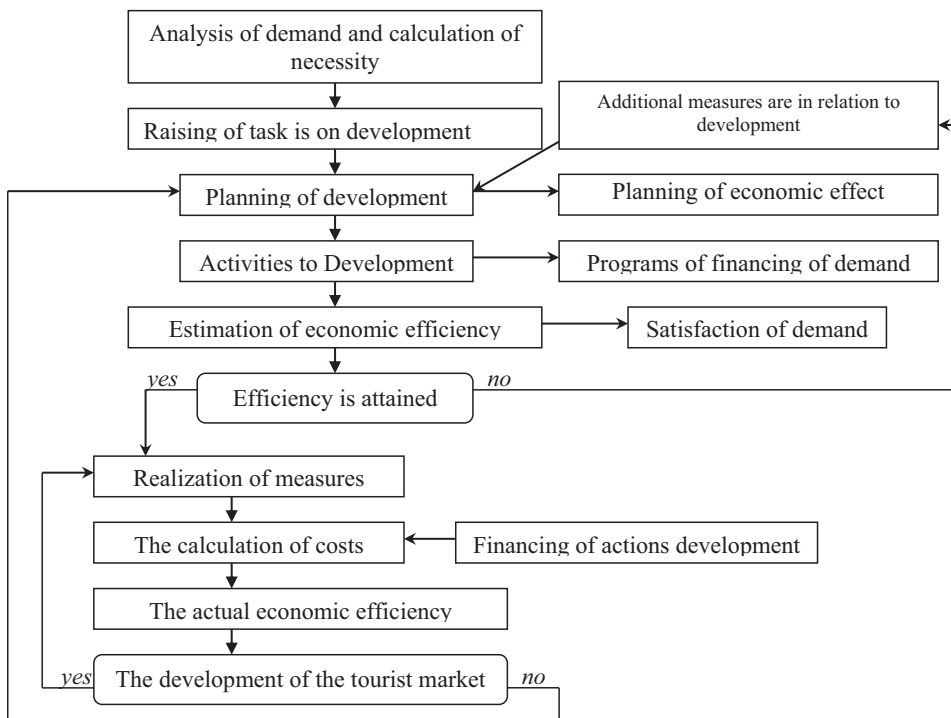 Analysis of demand and calculation of
necessity
Additional measures are in relation to
development
Raising of task is on development
Planning of development
Planning of economic effect
Activities to Development
Programs of financing of demand
Estimation of economic efficiency
Satisfaction of demand
yes
no
Efficiency is attained
Realization of measures
The calculation of costs
Financing of actions development
The actual economic efficiency
yes
The development of the tourist market
no